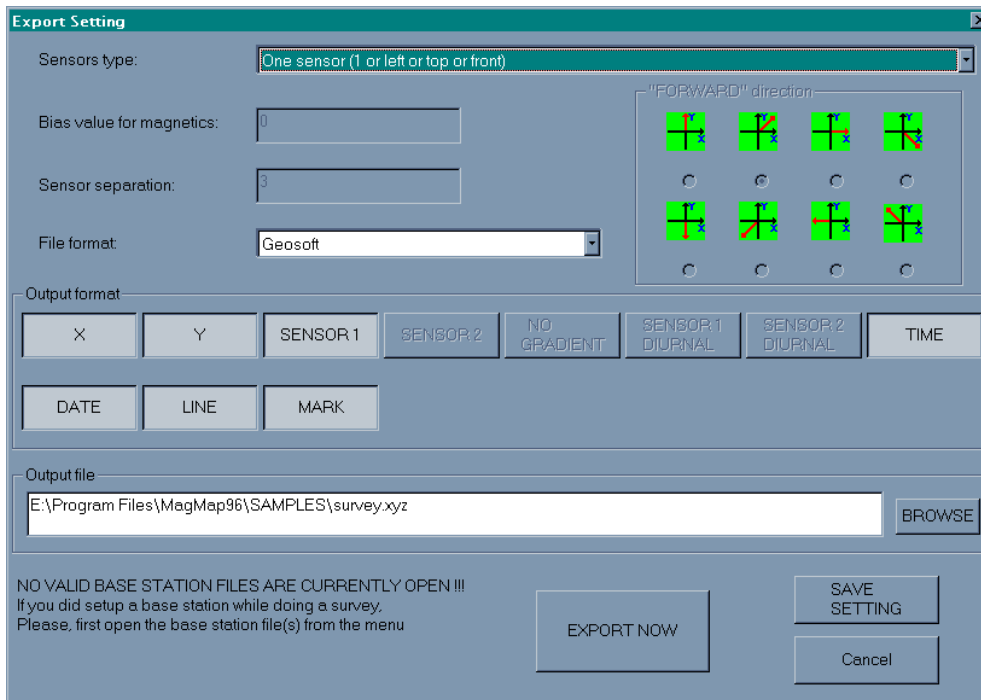 Export Setting
Sensors type:
One sensor (1 or left or top or front)
"FORWARD" direction
Y X Y X Y X Y X
Bias value for magnetics:
0
Sensor separation:
3
Y X Y X Y X Y X
File format:
Geosoft
Output format
X Y SENSOR 1 SENSOR 2 NO GRADIENT SENSOR 1 DIURNAL SENSOR 2 DIURNAL TIME
DATE LINE MARK
Output file
E:\Program Files\MagMap96\SAMPLES\survey.xyz
BROWSE
NO VALID BASE STATION FILES ARE CURRENTLY OPEN !!!
If you did setup a base station while doing a survey,
Please, first open the base station file(s) from the menu
EXPORT NOW
SAVE
SETTING
Cancel